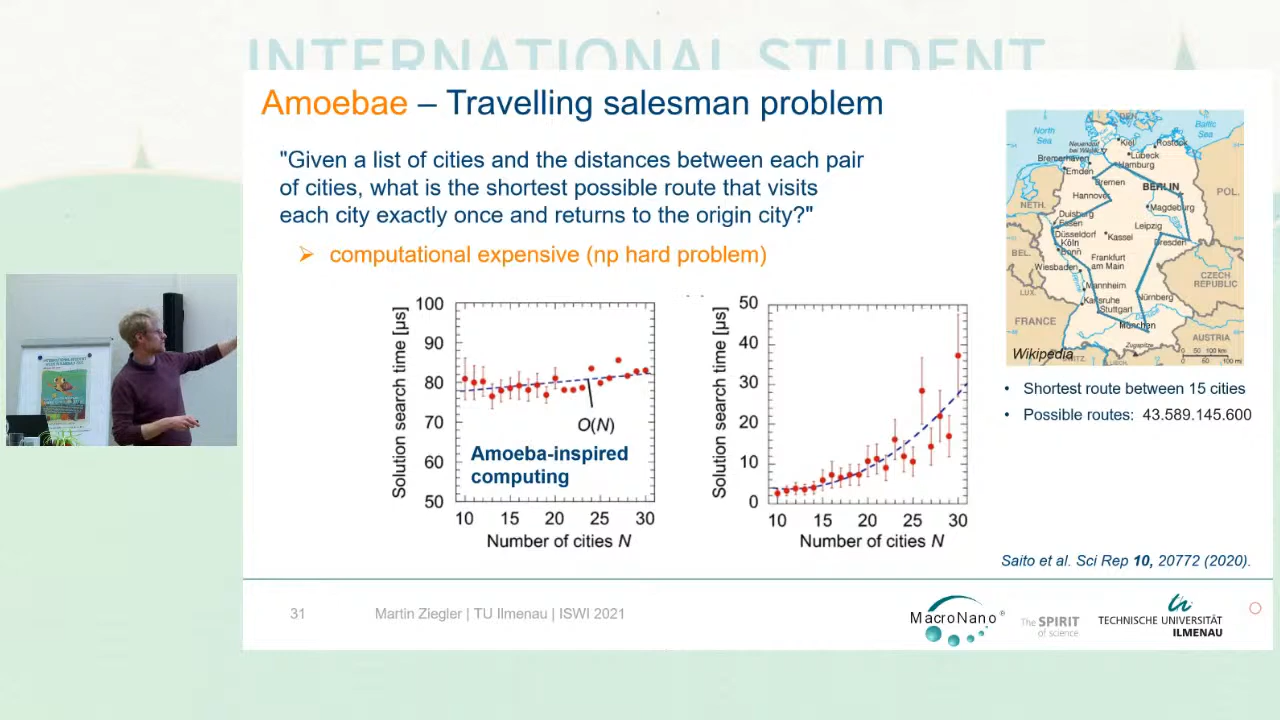 INTERNATIONAL STUDENT
Amoebae – Travelling salesman problem
"Given a list of cities and the distances between each pair
of cities, what is the shortest possible route that visits
each city exactly once and returns to the origin city?"
➢ computational expensive (np hard problem)
Solution search time [µs]
100
90
80
70
60
50
O(N)
Amoeba-inspired
computing
10 15 20 25 30
Number of cities N
Solution search time [µs]
50
40
30
20
10
0
10 15 20 25 30
Number of cities N
North
Sea
Baltic
Sea
DEN.
Kiel
Rostock
Lübeck
Hamburg
Bremerhaven
Emden
Bremen
BERLIN
POL.
Hannover
NETH.
Magdeburg
Duisburg
Essen
Leipzig
Düsseldorf
Kassel
Dresden
Köln
Bonn
BEL.
Frankfurt
am Main
Wiesbaden
CZECH
REPUBLIC
LUX.
Mannheim
Nürnberg
Karlsruhe
Stuttgart
FRANCE
München
AUSTRIA
Zugspitze
Wikipedia
0 50 100 km
0 50 100 mi
• Shortest route between 15 cities
• Possible routes: 43.589.145.600
Saito et al. Sci Rep 10, 20772 (2020).
31
Martin Ziegler | TU Ilmenau | ISWI 2021
MacroNano®
The SPIRIT
of science
TECHNISCHE UNIVERSITÄT
ILMENAU